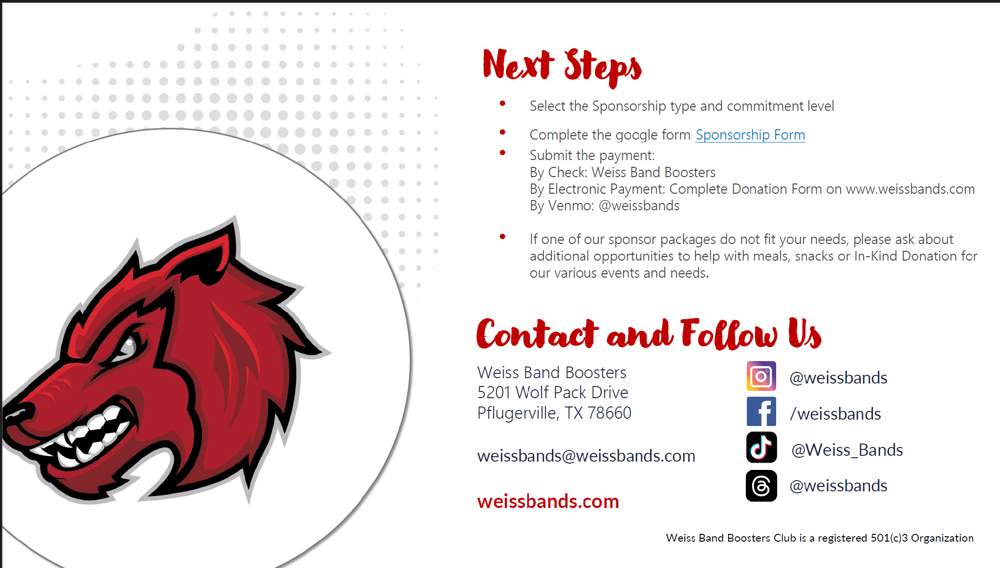 Next Steps
• Select the Sponsorship type and commitment level
• Complete the google form: Sponsorship Form
• Submit the payment:
By Check: Weiss Band Boosters
By Electronic Payment: Complete Donation Form on www.weissbands.com
By Venmo: @weissbands
• If one of our sponsor packages do not fit your needs, please ask about
additional opportunities to help with meals, snacks or In-Kind Donation for
our various events and needs.
Contact and Follow Us
Weiss Band Boosters
5201 Wolf Pack Drive
Pflugerville, TX 78660
weissbands@weissbands.com
weissbands.com
@weissbands
/weissbands
@Weiss_Bands
@weissbands
Weiss Band Boosters Club is a registered 501(c)3 Organization